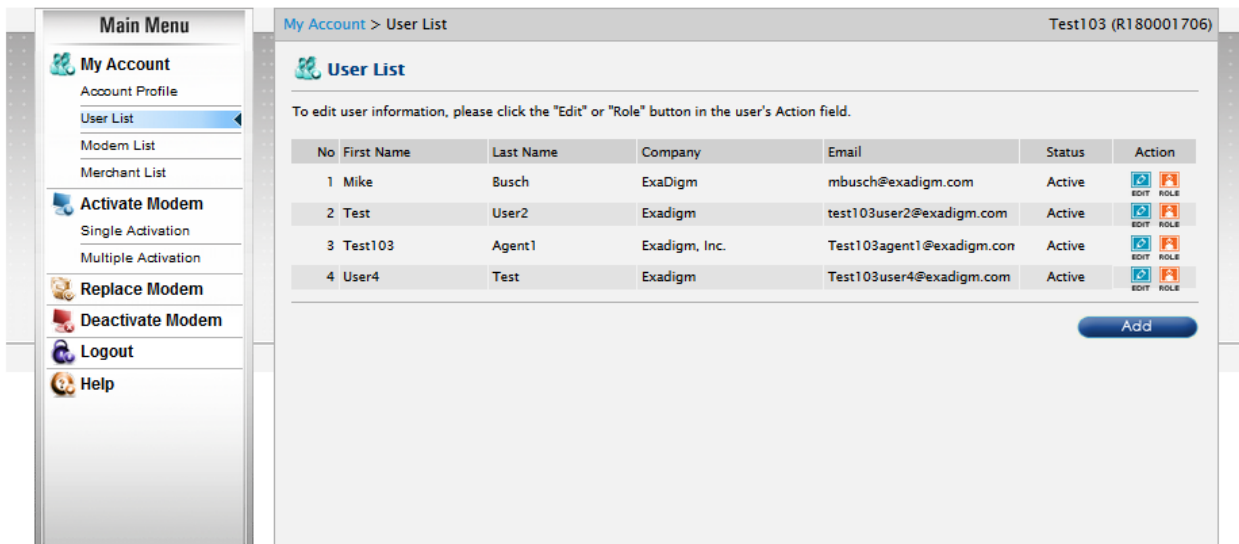 Main Menu
My Account
Account Profile
User List
Modem List
Merchant List
Activate Modem
Single Activation
Multiple Activation
Replace Modem
Deactivate Modem
Logout
Help
My Account > User List
Test103 (R180001706)
User List
To edit user information, please click the "Edit" or "Role" button in the user's Action field.
No First Name Last Name Company Email Status Action
1 Mike Busch ExaDigm mbusch@exadigm.com Active EDIT ROLE
2 Test User2 Exadigm test103user2@exadigm.com Active EDIT ROLE
3 Test103 Agent1 Exadigm, Inc. Test103agent1@exadigm.con Active EDIT ROLE
4 User4 Test Exadigm Test103user4@exadigm.com Active EDIT ROLE
Add